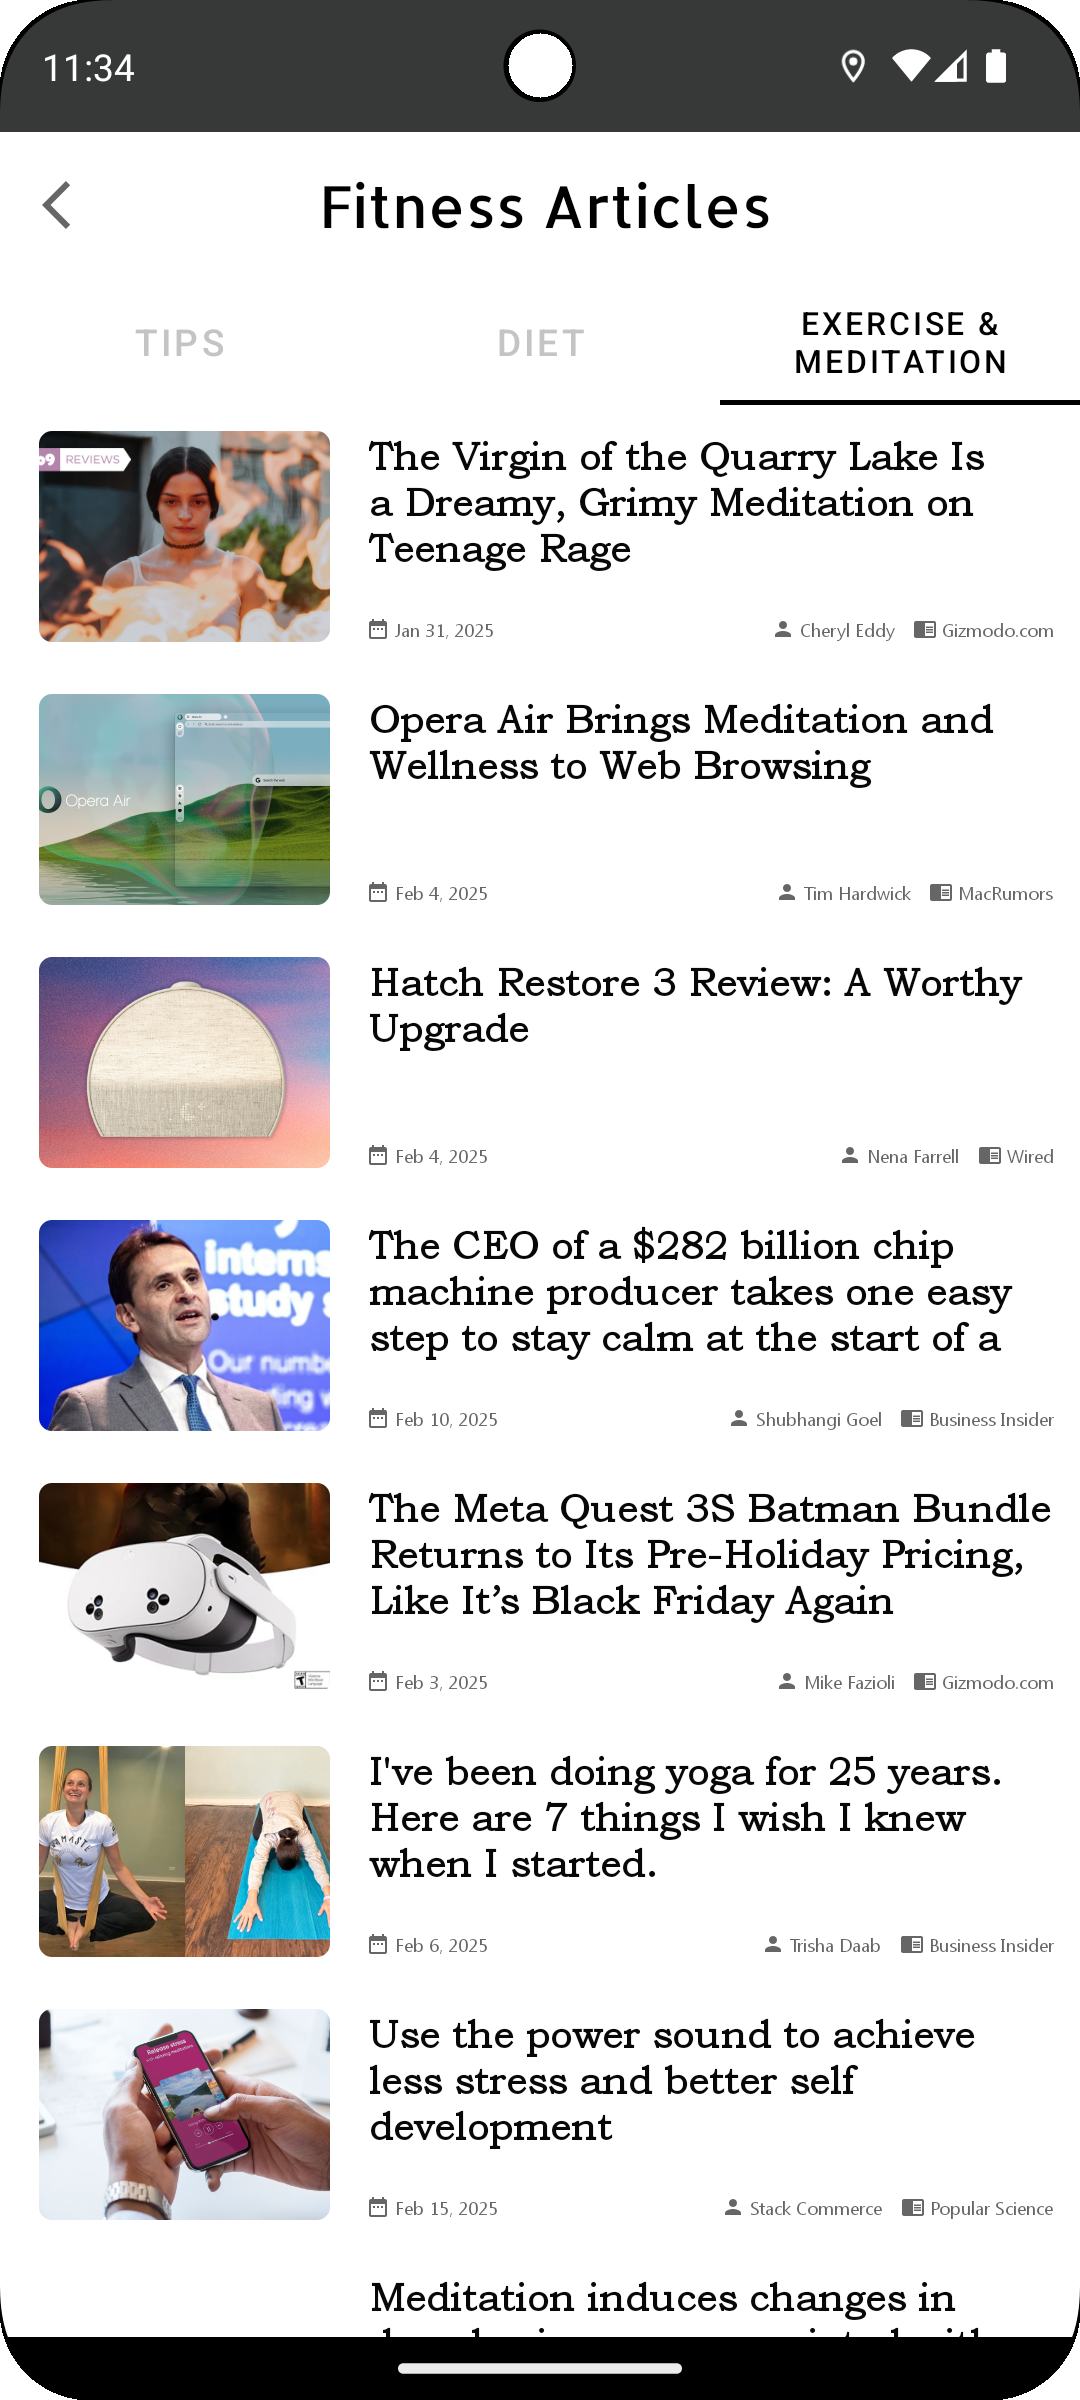 11:34
Fitness Articles
TIPS
DIET
EXERCISE &
MEDITATION
REVIEWS
The Virgin of the Quarry Lake Is
a Dreamy, Grimy Meditation on
Teenage Rage
Jan 31, 2025
Cheryl Eddy
Gizmodo.com
Opera Air
Opera Air Brings Meditation and
Wellness to Web Browsing
Feb 4, 2025
Tim Hardwick
MacRumors
Hatch Restore 3 Review: A Worthy
Upgrade
Feb 4, 2025
Nena Farrell
Wired
interns
study
Our numb
The CEO of a $282 billion chip
machine producer takes one easy
step to stay calm at the start of a
Feb 10, 2025
Shubhangi Goel
Business Insider
The Meta Quest 3S Batman Bundle
Returns to Its Pre-Holiday Pricing,
Like It’s Black Friday Again
Feb 3, 2025
Mike Fazioli
Gizmodo.com
I've been doing yoga for 25 years.
Here are 7 things I wish I knew
when I started.
Feb 6, 2025
Trisha Daab
Business Insider
Release stress
Use the power sound to achieve
less stress and better self
development
Feb 15, 2025
Stack Commerce
Popular Science
Meditation induces changes in